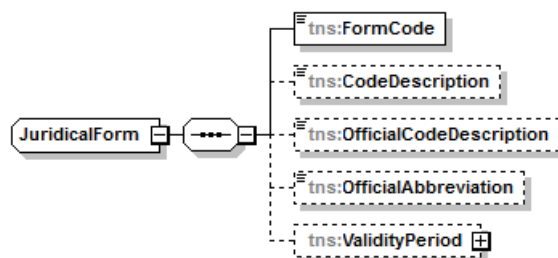 tns:FormCode
tns:CodeDescription
JuridicalForm
tns:OfficialCodeDescription
tns:OfficialAbbreviation
tns:ValidityPeriod